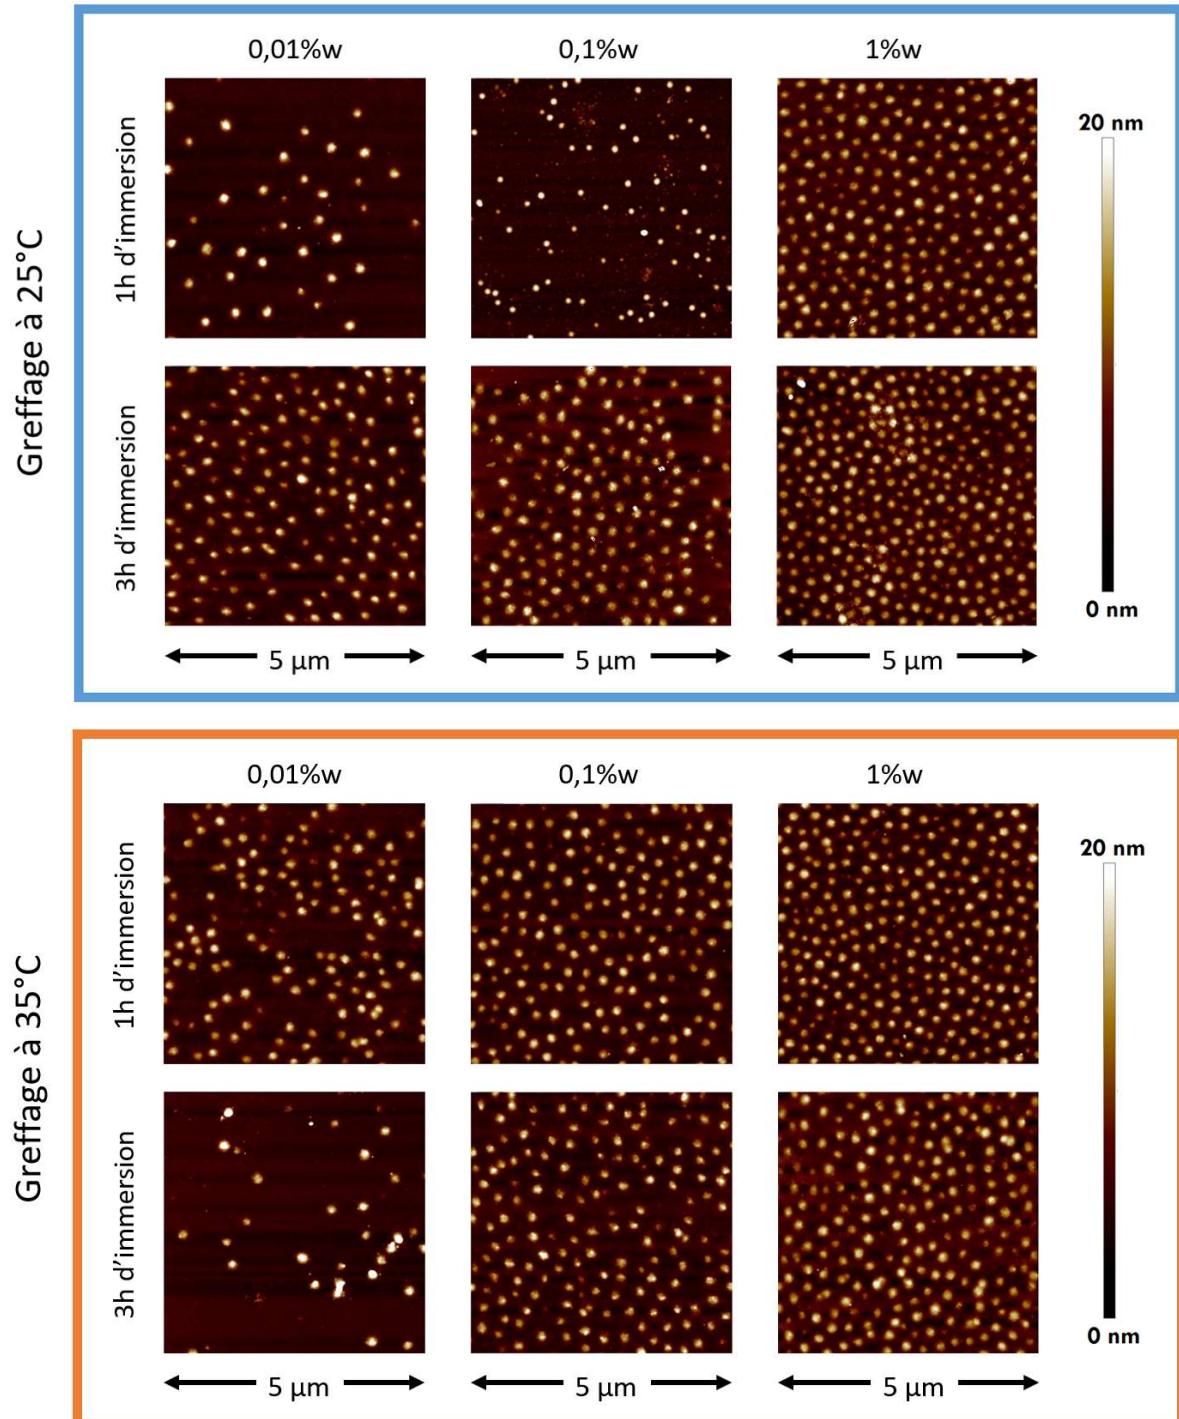 Greffage à 25°C
0,01%w 0,1%w 1%w
1h d'immersion
3h d'immersion
20 nm
0 nm
5 µm 5 µm 5 µm
Greffage à 35°C
0,01%w 0,1%w 1%w
1h d'immersion
3h d'immersion
20 nm
0 nm
5 µm 5 µm 5 µm